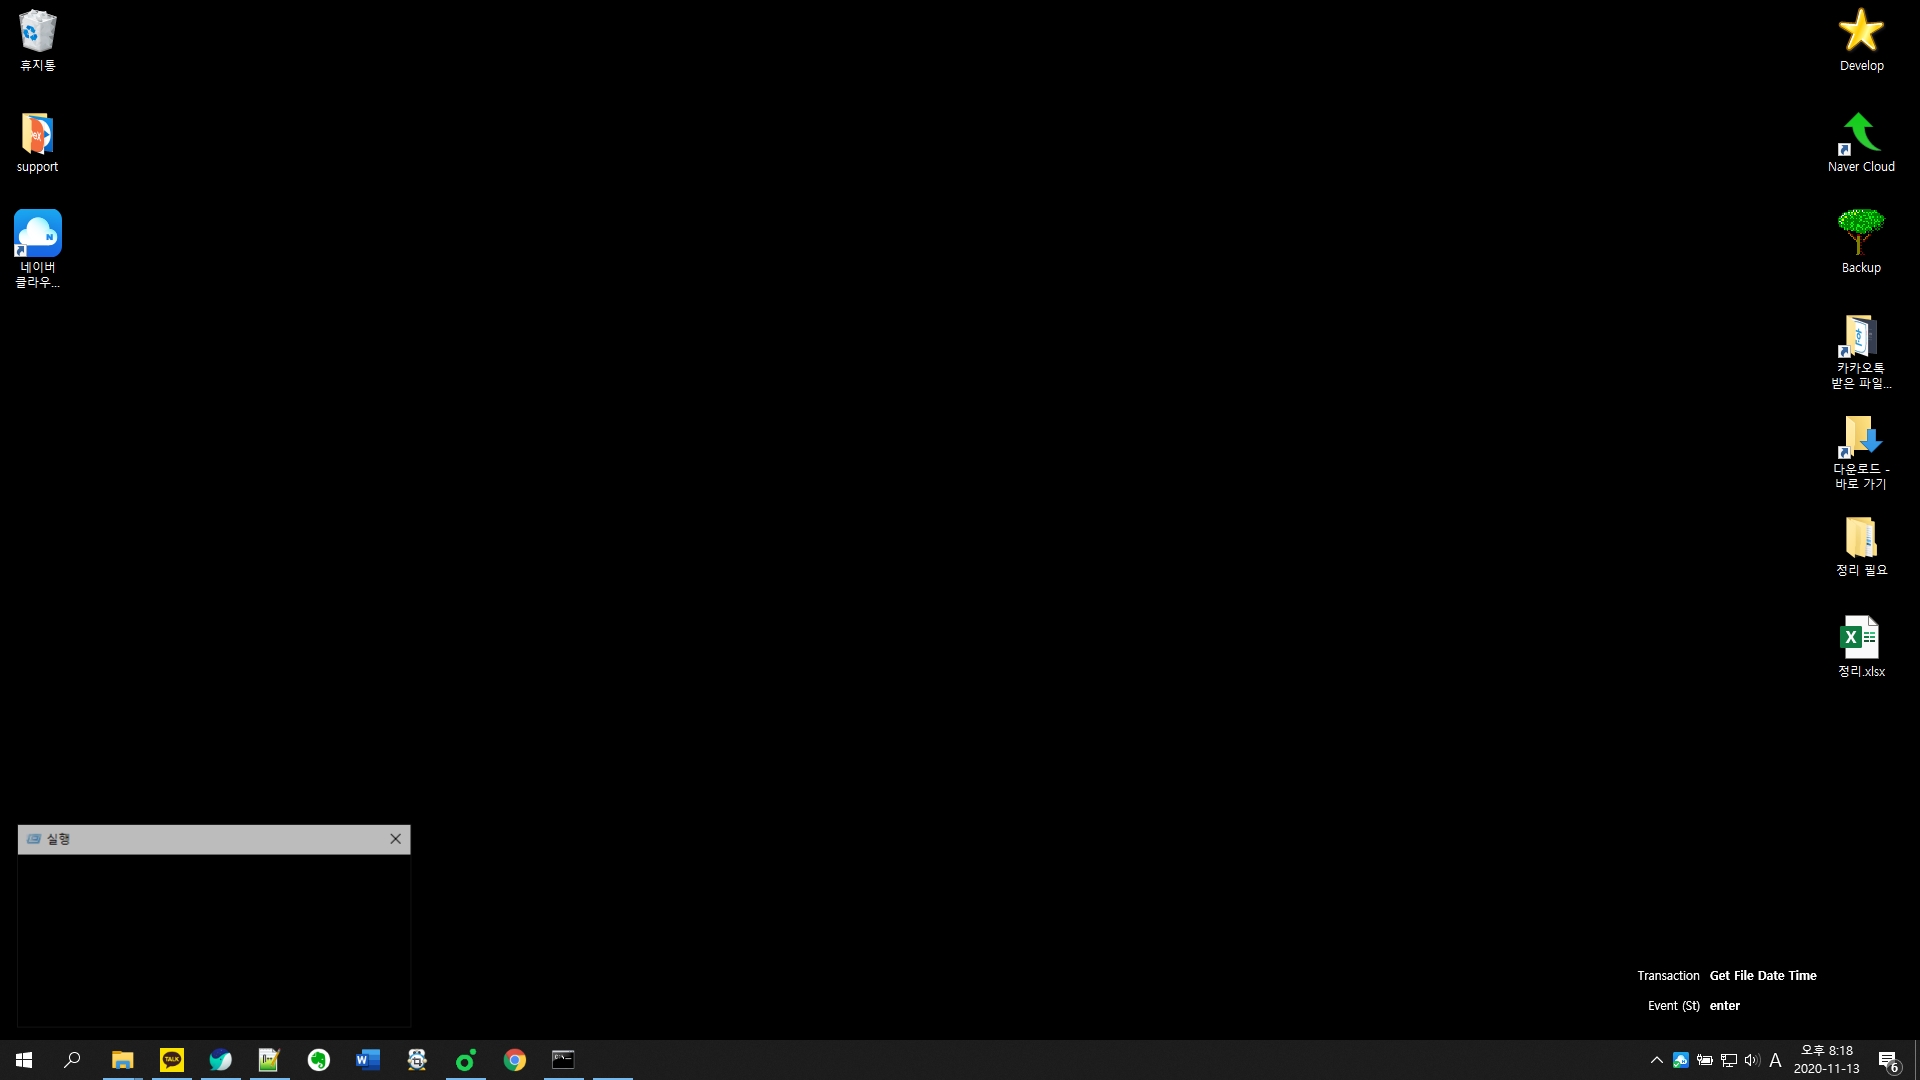 휴지통
support
네이버
클라우...
Develop
Naver Cloud
Backup
카카오톡
받은 파일...
다운로드 -
바로 가기
정리 필요
정리.xlsx
실행
Transaction Get File Date Time
Event (St) enter
TALK
A
오후 8:18
2020-11-13
6